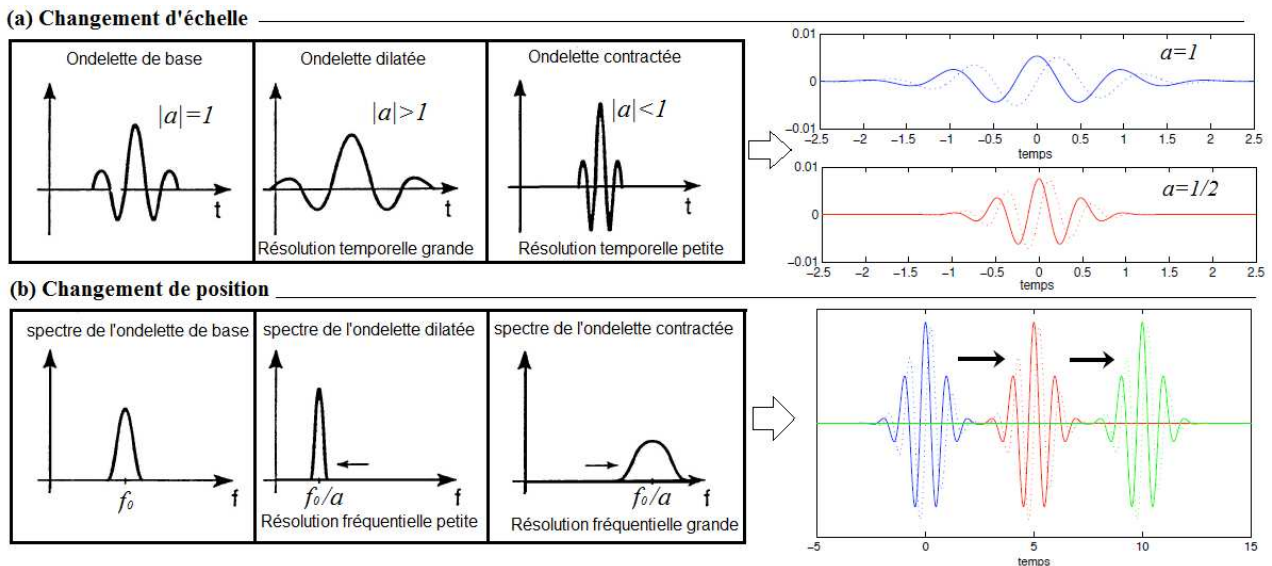 (a) Changement d'échelle
Ondelette de base
Ondelette dilatée
Ondelette contractée
|a|=1
|a|>1
|a|<1
t
t
t
Résolution temporelle grande
Résolution temporelle petite
0.01
0
−0.01
a=1
−2.5 −2 −1.5 −1 −0.5 0 0.5 1 1.5 2 2.5
temps
0.01
0
−0.01
a=1/2
−2.5 −2 −1.5 −1 −0.5 0 0.5 1 1.5 2 2.5
temps
(b) Changement de position
spectre de l'ondelette de base
spectre de l'ondelette dilatée
spectre de l'ondelette contractée
f₀
f
f₀/a
f
f₀/a
f
Résolution fréquentielle petite
Résolution fréquentielle grande
−5 0 5 10 15
temps